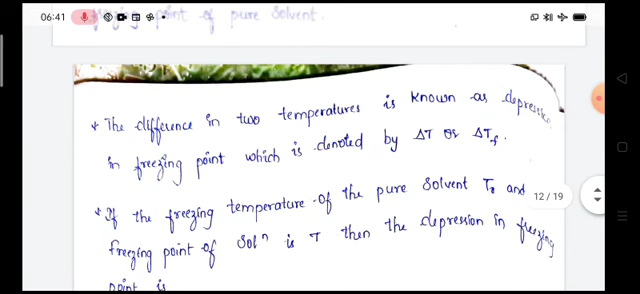 06:41
freezing point of pure solvent.
* The difference in two temperatures is known as depression
in freezing point which is denoted by ΔT or ΔTf.
* If the freezing temperature of the pure solvent T₀ and
12/19
freezing point of Solⁿ is T then the depression in freezing
point is